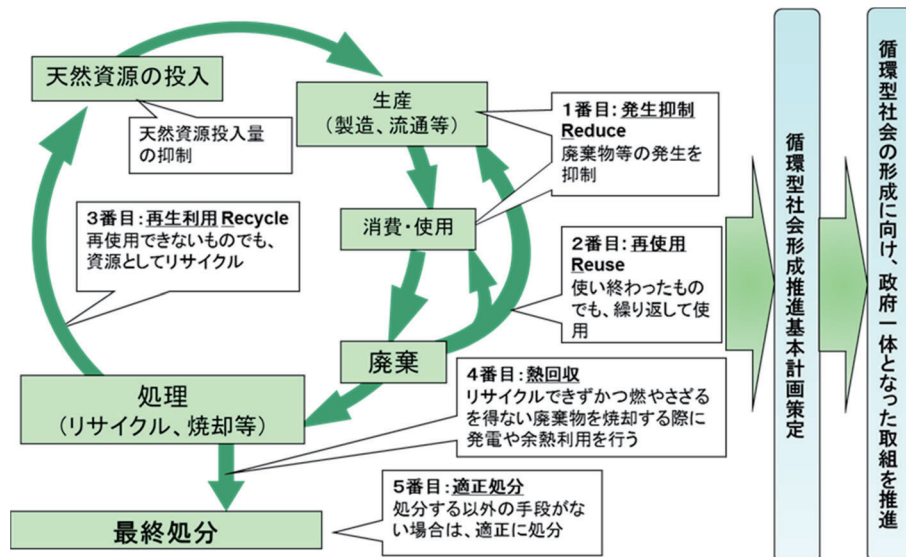 天然資源の投入
天然資源投入量
の抑制
生産
（製造、流通等）
1番目：発生抑制
Reduce
廃棄物等の発生を
抑制
3番目：再生利用 Recycle
再使用できないものでも、
資源としてリサイクル
消費・使用
2番目：再使用
Reuse
使い終わったもの
でも、繰り返して使
用
廃棄
処理
（リサイクル、焼却等）
4番目：熱回収
リサイクルできずかつ燃やさざる
を得ない廃棄物を焼却する際に
発電や余熱利用を行う
最終処分
5番目：適正処分
処分する以外の手段がな
い場合は、適正に処分
循環型社会形成推進基本計画策定
循環型社会の形成に向け、政府一体となった取組を推進